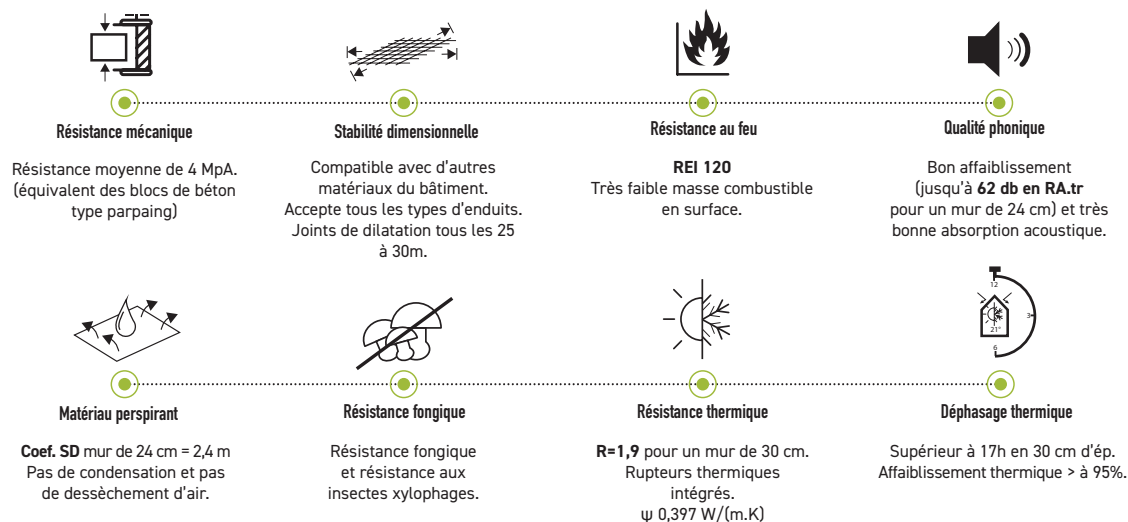 Résistance mécanique
Résistance moyenne de 4 MpA.
(équivalent des blocs de béton
type parpaing)
Stabilité dimensionnelle
Compatible avec d'autres
matériaux du bâtiment.
Accepte tous les types d'enduits.
Joints de dilatation tous les 25
à 30m.
Résistance au feu
REI 120
Très faible masse combustible
en surface.
Qualité phonique
Bon affaiblissement
(jusqu'à 62 db en RA.tr
pour un mur de 24 cm) et très
bonne absorption acoustique.
Matériau perspirant
Coef. SD mur de 24 cm = 2,4 m
Pas de condensation et pas
de dessèchement d'air.
Résistance fongique
Résistance fongique
et résistance aux
insectes xylophages.
Résistance thermique
R=1,9 pour un mur de 30 cm.
Rupteurs thermiques
intégrés.
ψ 0,397 W/(m.K)
12
3
21°
6
Déphasage thermique
Supérieur à 17h en 30 cm d'ép.
Affaiblissement thermique > à 95%.